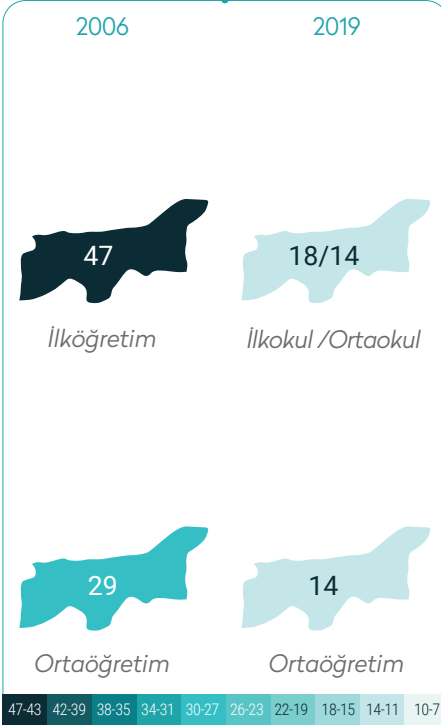 2006 2019
47 18/14
İlköğretim İlkokul /Ortaokul
29 14
Ortaöğretim Ortaöğretim
47-43 42-39 38-35 34-31 30-27 26-23 22-19 18-15 14-11 10-7